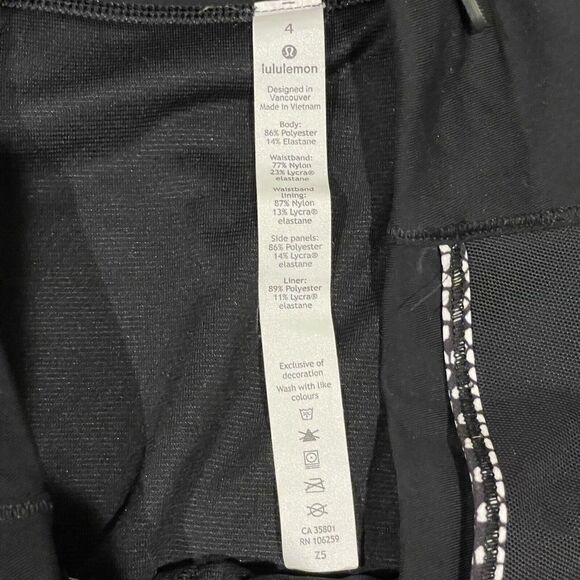 4
lululemon
Designed in
Vancouver
Made in Vietnam
Body:
86% Polyester
14% Elastane
Waistband:
77% Nylon
23% Lycra®
elastane
Waistband
lining:
87% Nylon
13% Lycra®
elastane
Side panels:
86% Polyester
14% Lycra®
elastane
Liner:
89% Polyester
11% Lycra®
elastane
Exclusive of
decoration
Wash with like
colours
CA 35801
RN 106259
Z5